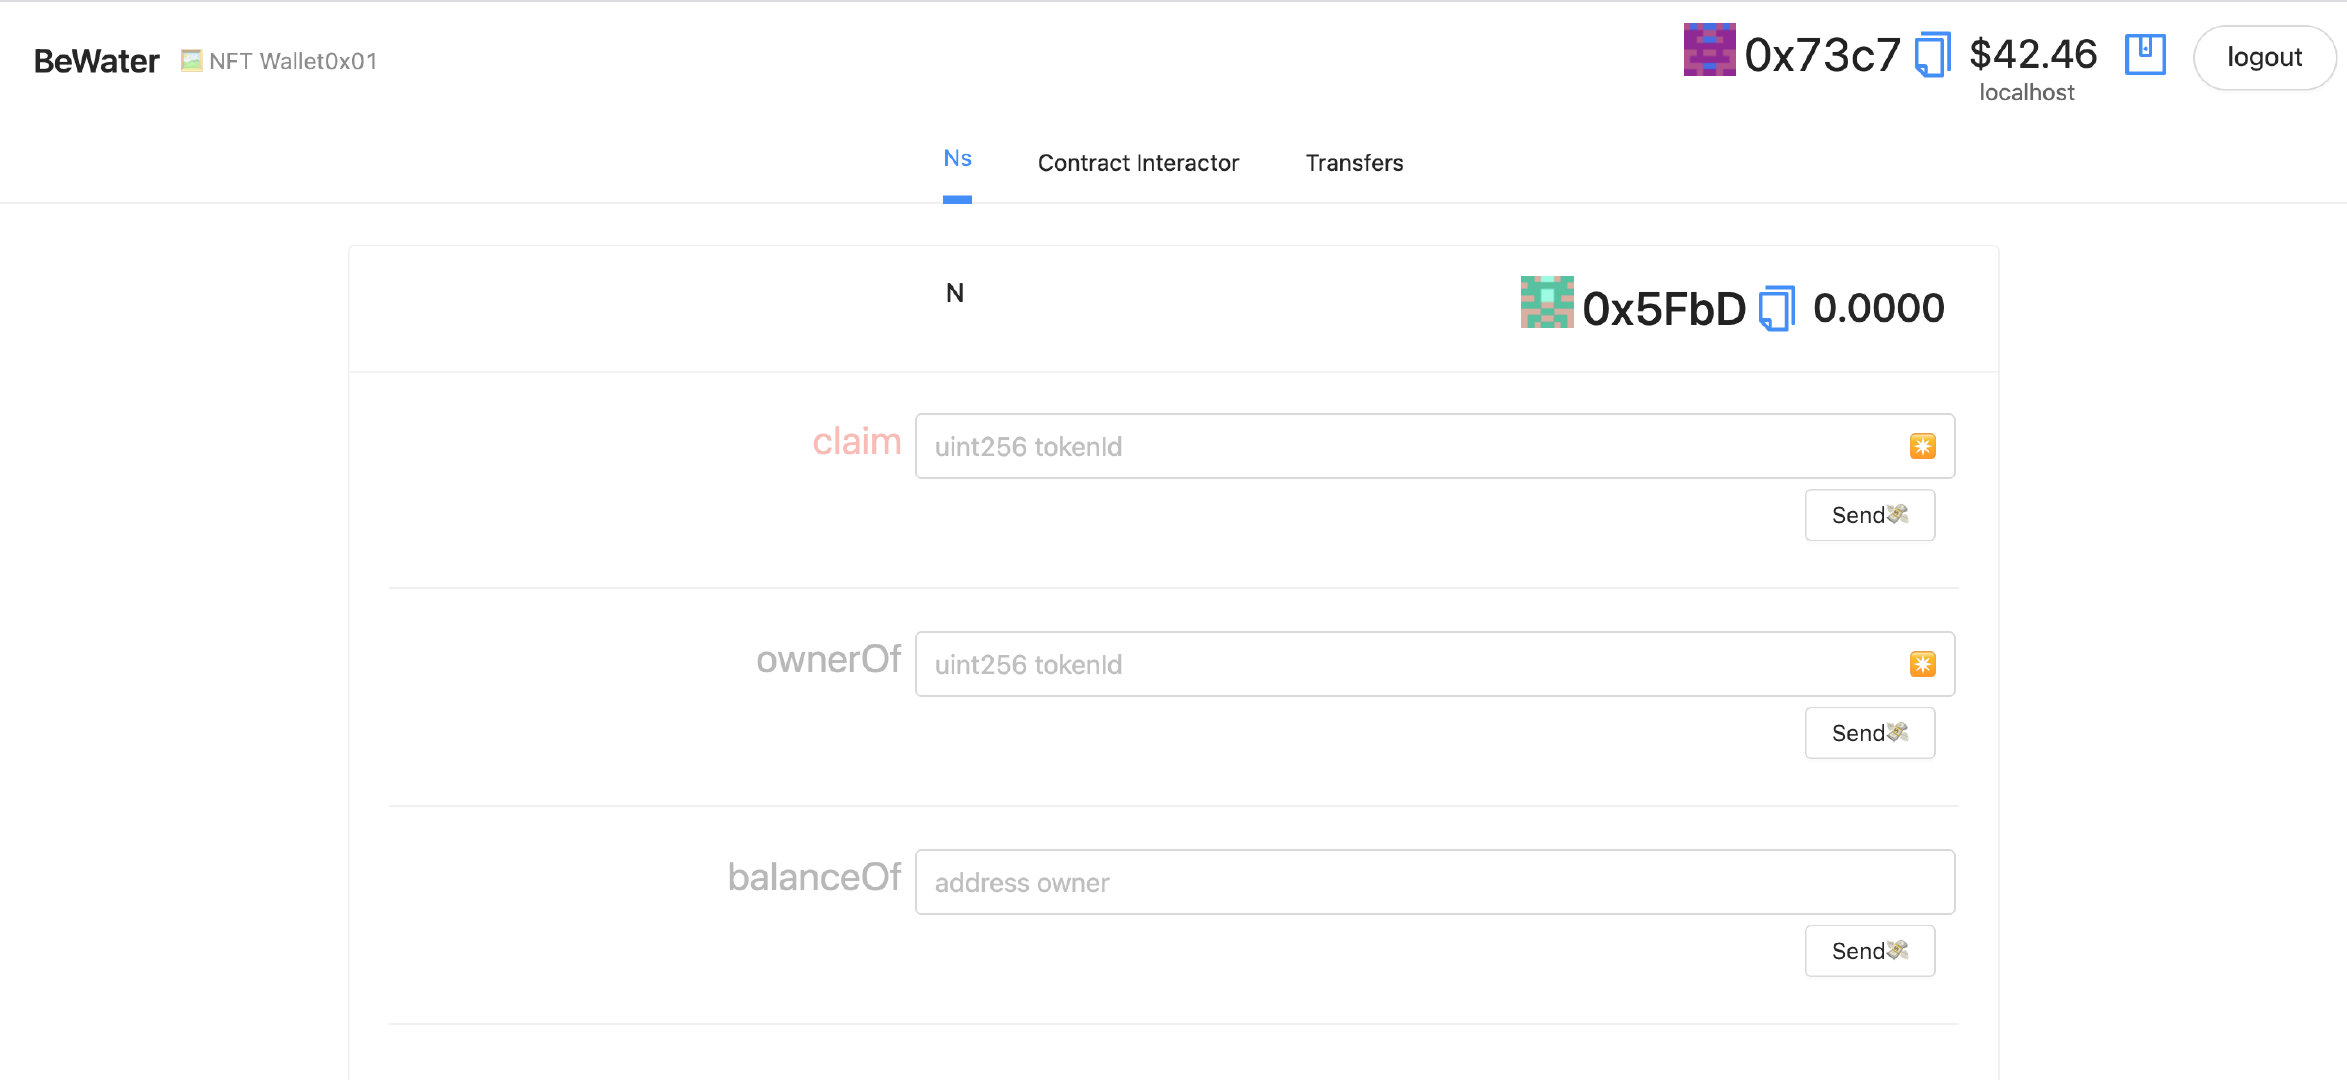 BeWater NFT Wallet0x01 0x73c7 $42.46 logout
localhost
Ns Contract Interactor Transfers
N 0x5FbD 0.0000
claim uint256 tokenId
Send
ownerOf uint256 tokenId
Send
balanceOf address owner
Send